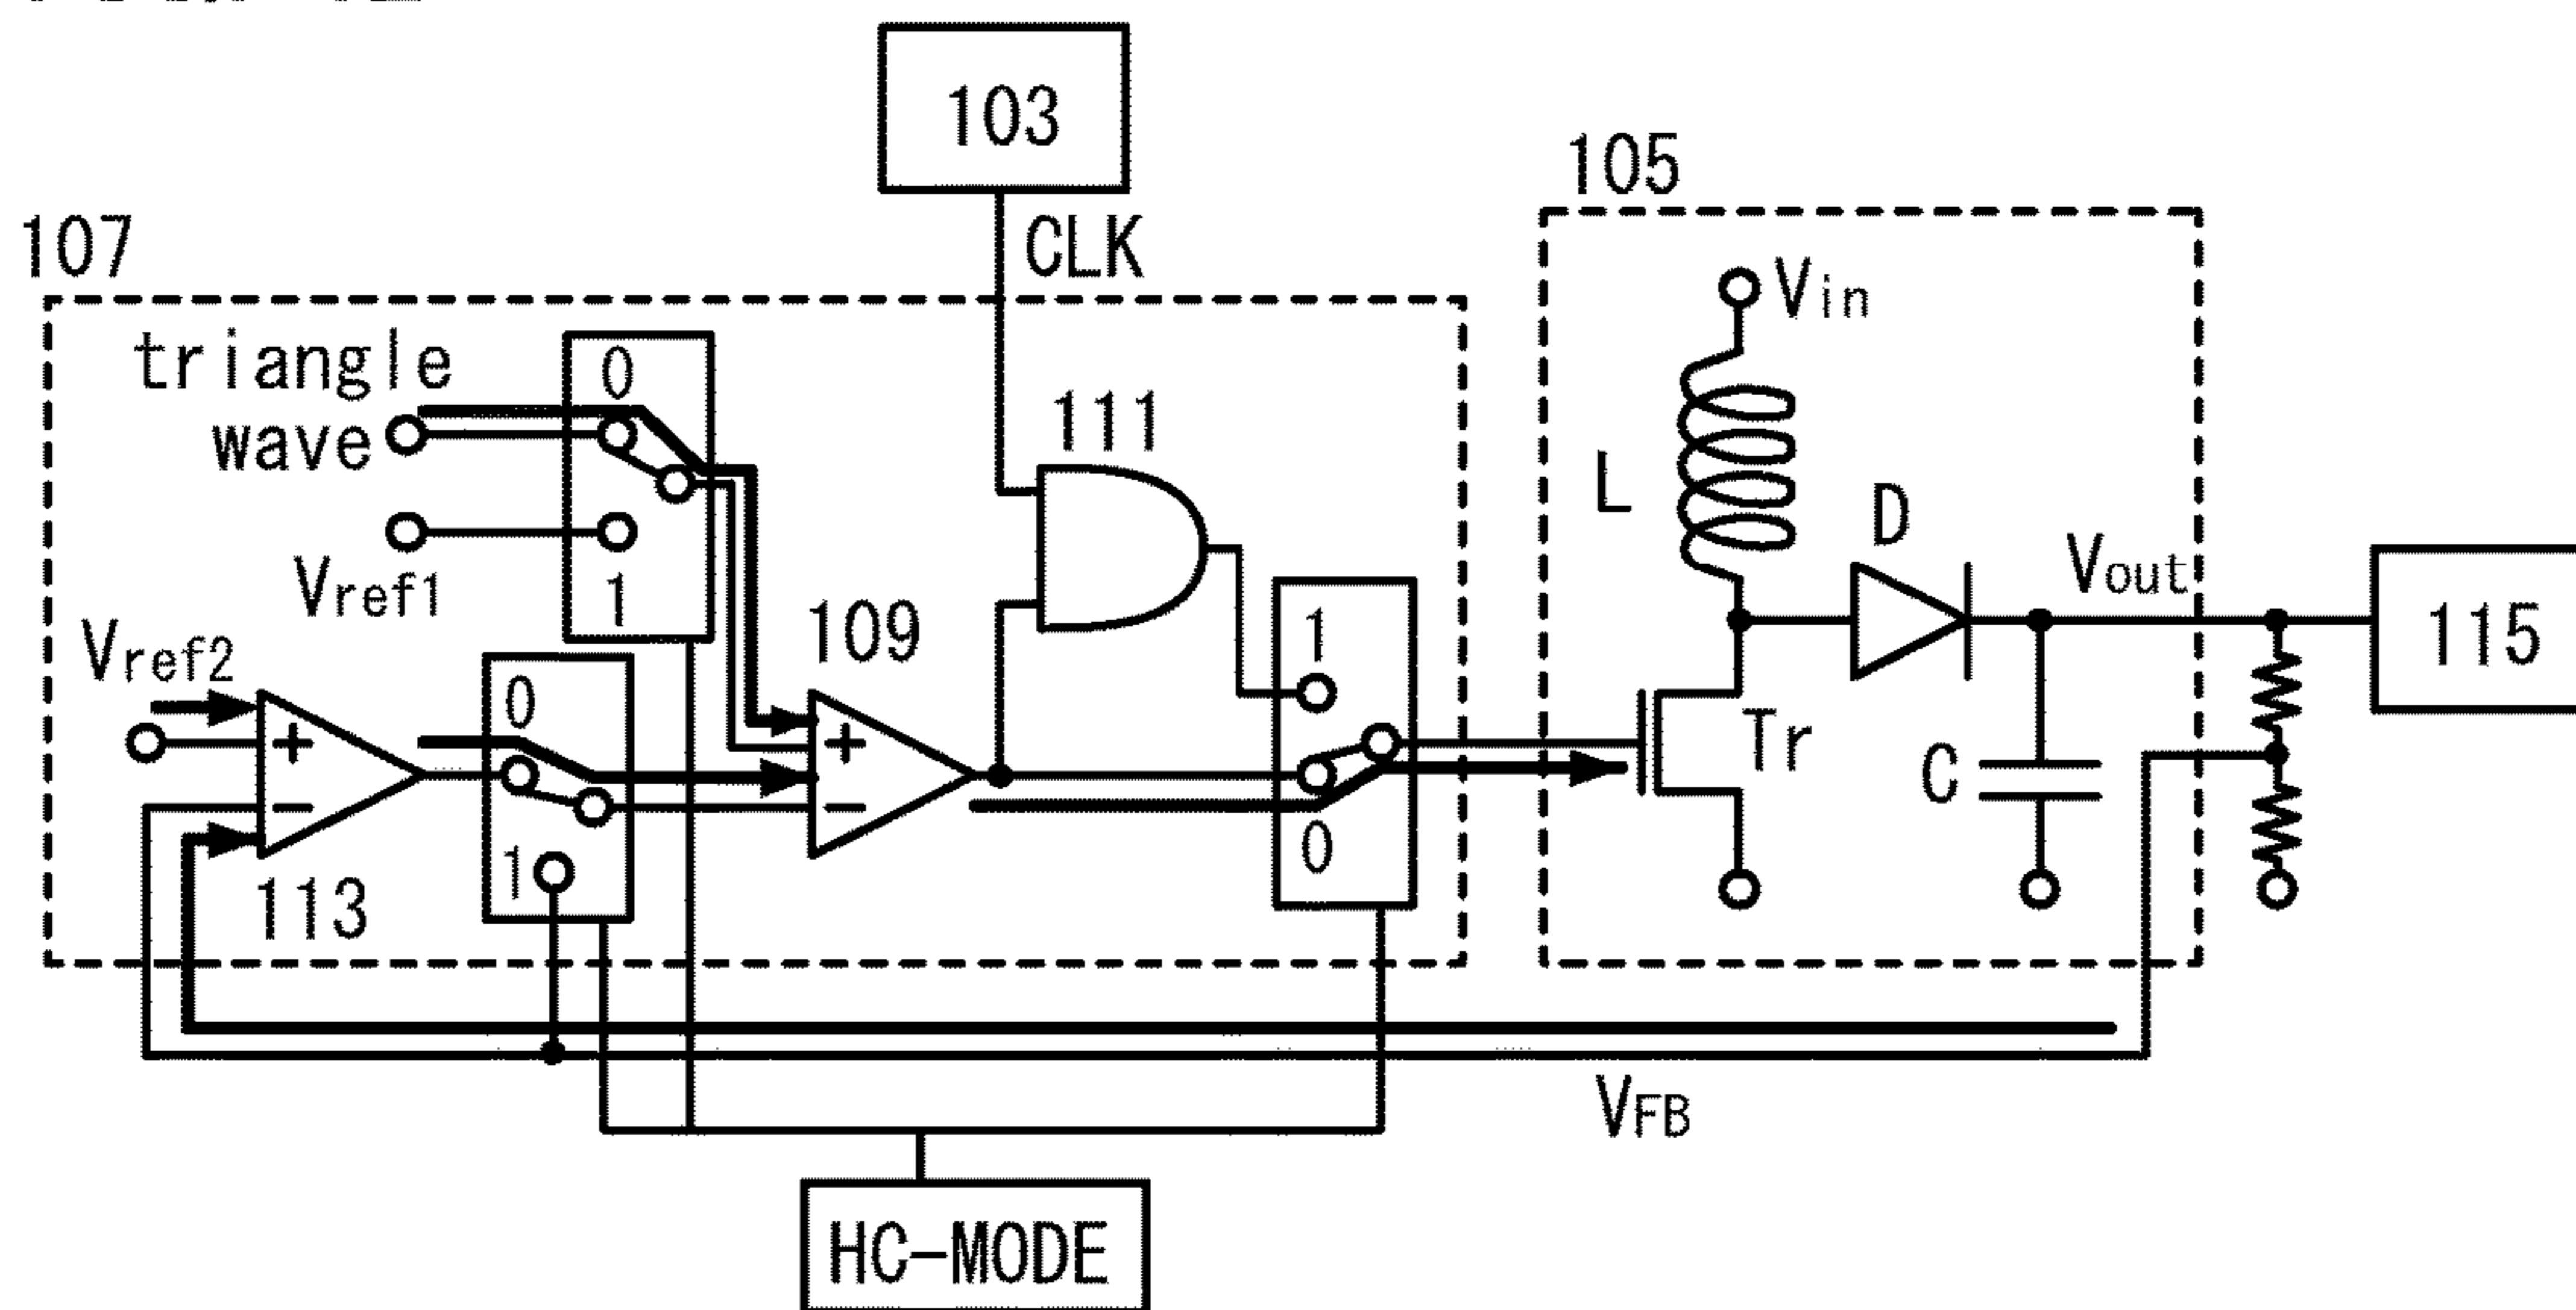 103
CLK
105
107
Vin
triangle
wave
0
111
L
D
Vref1
1
Vout
Vref2
109
1
115
0
+
+
Tr
C
−
−
1
0
113
VFB
HC-MODE